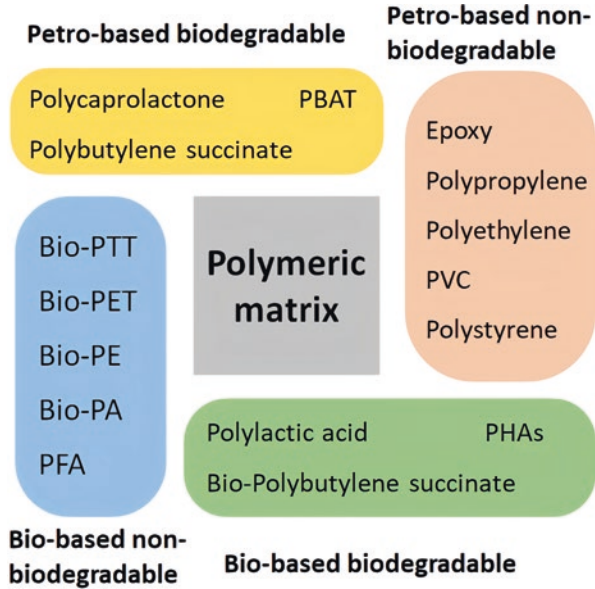 Petro-based biodegradable
Petro-based non-
biodegradable
Polycaprolactone PBAT
Polybutylene succinate
Epoxy
Polypropylene
Polyethylene
PVC
Polystyrene
Bio-PTT
Bio-PET
Bio-PE
Bio-PA
PFA
Polymeric
matrix
Polylactic acid PHAs
Bio-Polybutylene succinate
Bio-based non-
biodegradable
Bio-based biodegradable